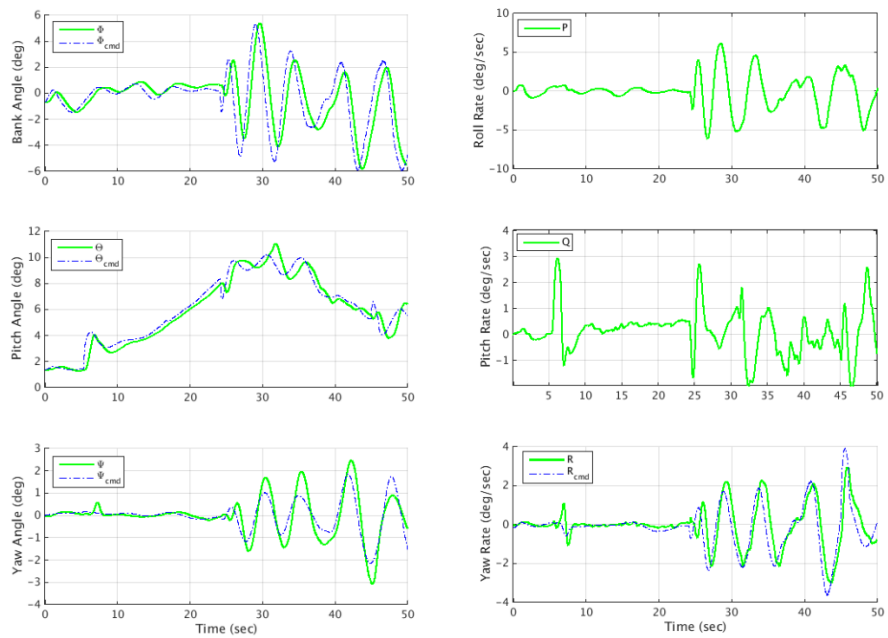 Bank Angle (deg)
6
4
2
0
−2
−4
−6
Φ
Φcmd
0 10 20 30 40 50
Roll Rate (deg/sec)
10
5
0
−5
−10
P
0 10 20 30 40 50
Pitch Angle (deg)
12
10
8
6
4
2
0
Θ
Θcmd
0 10 20 30 40 50
Pitch Rate (deg/sec)
4
3
2
1
0
−1
Q
5 10 15 20 25 15 35 40 45 50
Yaw Angle (deg)
3
2
1
0
−1
−2
−3
−4
Ψ
Ψcmd
0 10 20 30 40 50
Time (sec)
Yaw Rate (deg/sec)
4
2
0
−2
−4
R
Rcmd
0 10 20 30 40 50
Time (sec)